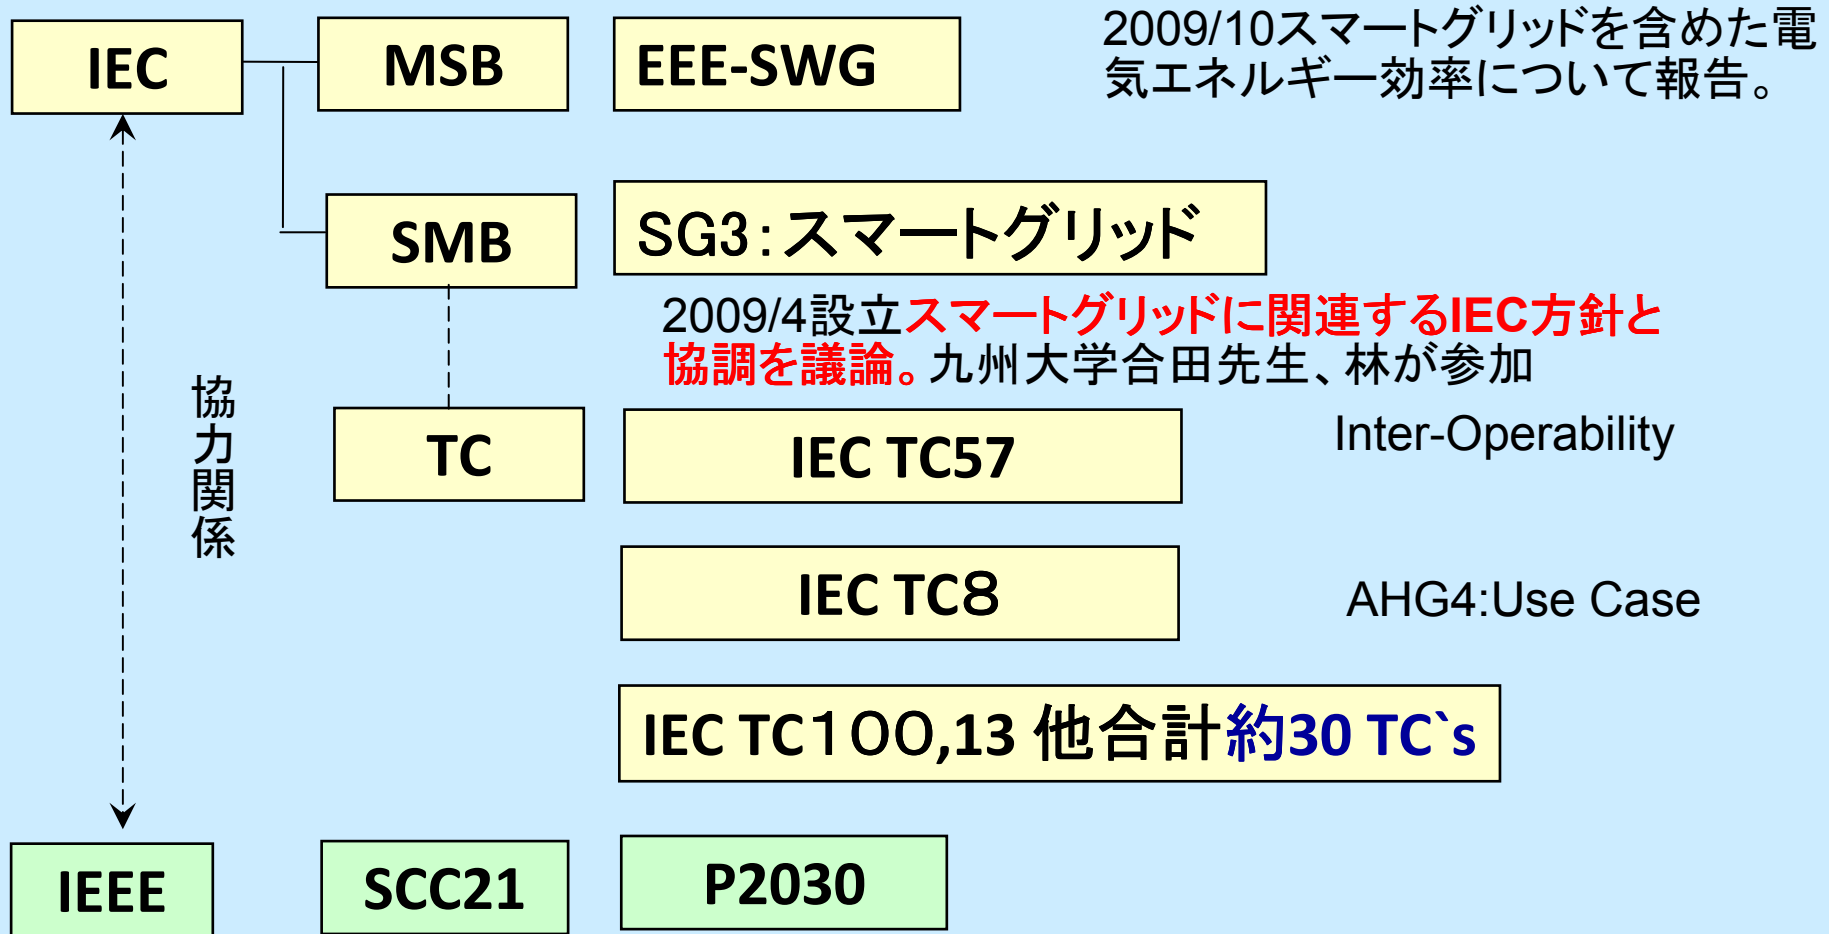 IEC
MSB
EEE-SWG
2009/10スマートグリッドを含めた電
気エネルギー効率について報告。
SMB
SG3:スマートグリッド
2009/4設立スマートグリッドに関連するIEC方針と
協調を議論。九州大学合田先生、林が参加
協力関係
TC
IEC TC57
Inter-Operability
IEC TC８
AHG4:Use Case
IEC TC１００,13 他合計約30 TC`s
IEEE
SCC21
P2030